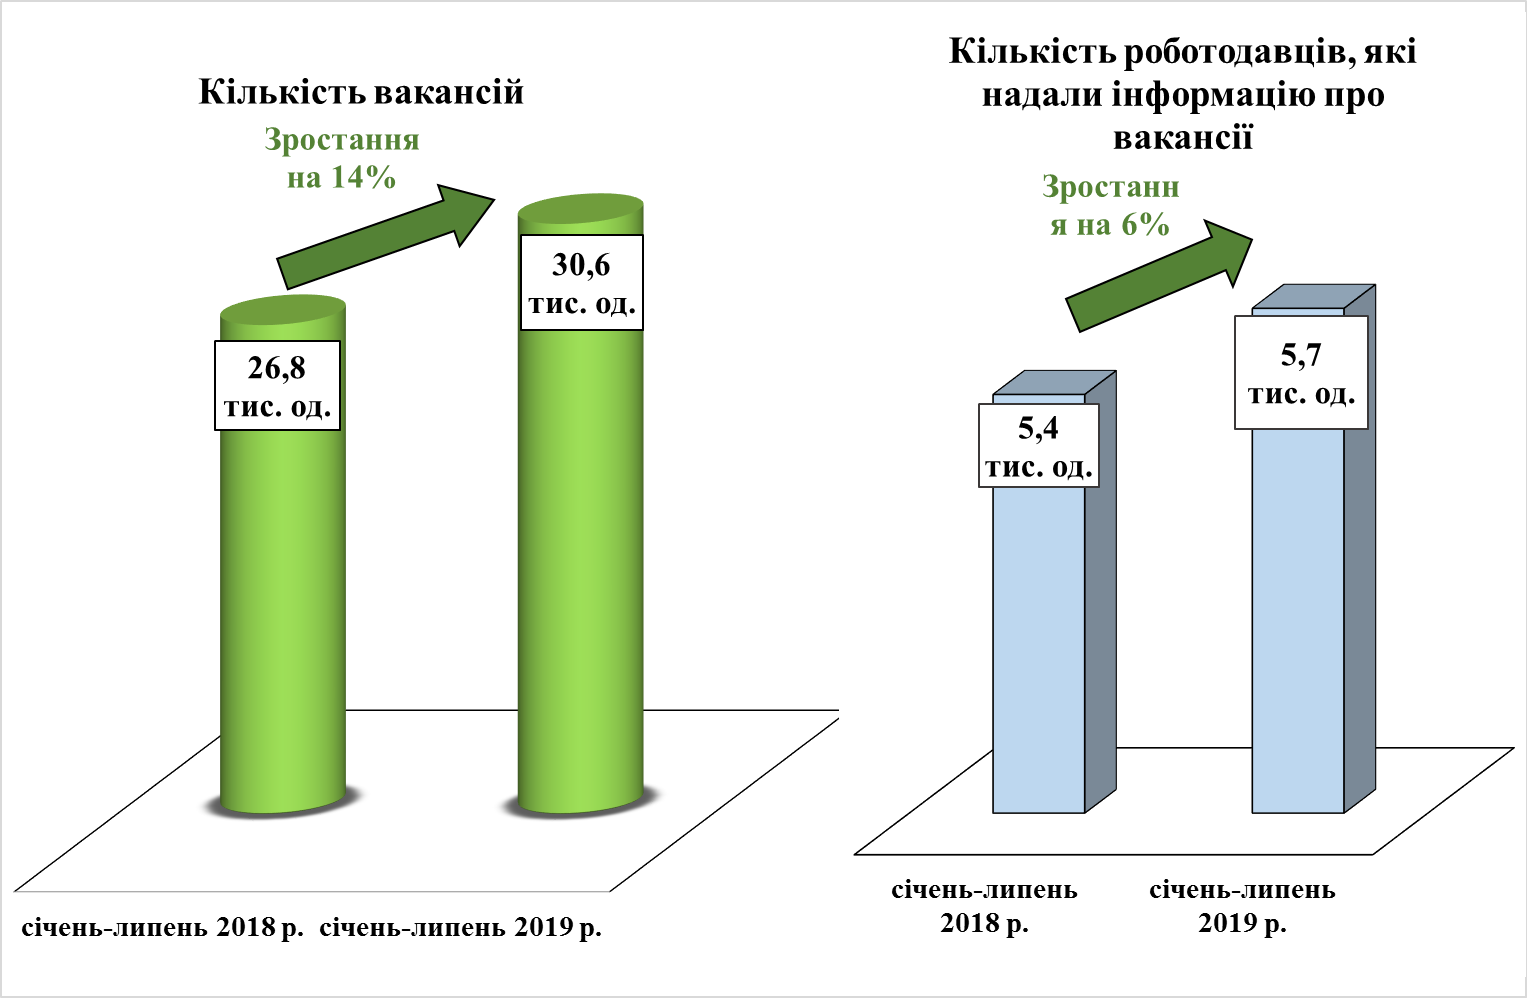 Кількість вакансій
Зростання
на 14%
26,8
тис. од.
30,6
тис. од.
січень-липень 2018 р.
січень-липень 2019 р.
Кількість роботодавців, які
надали інформацію про
вакансії
Зростанн
я на 6%
5,4
тис. од.
5,7
тис. од.
січень-липень
2018 р.
січень-липень
2019 р.